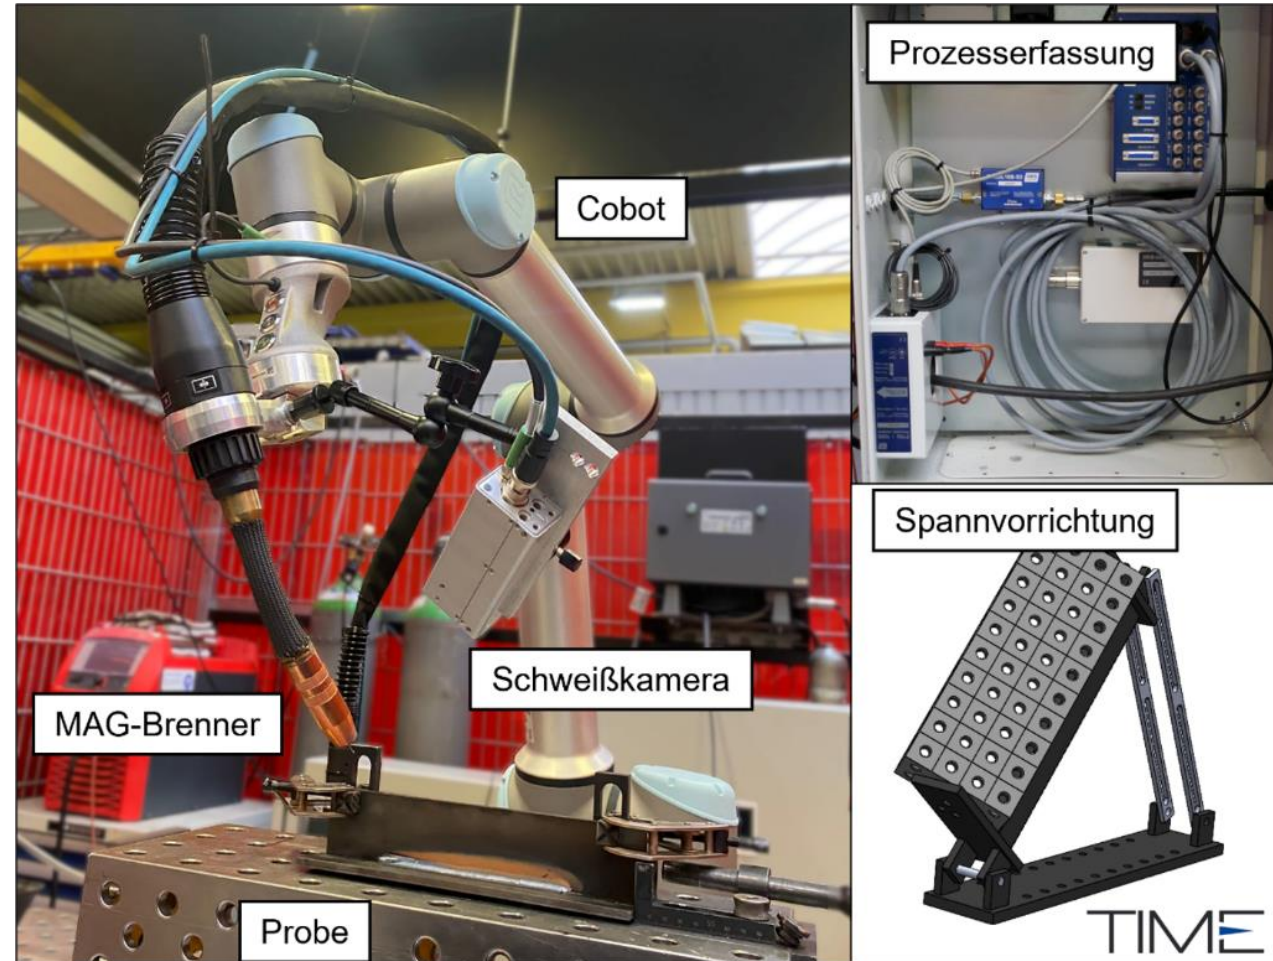 Prozesserfassung
Cobot
Spannvorrichtung
Schweißkamera
MAG-Brenner
Probe
TIME